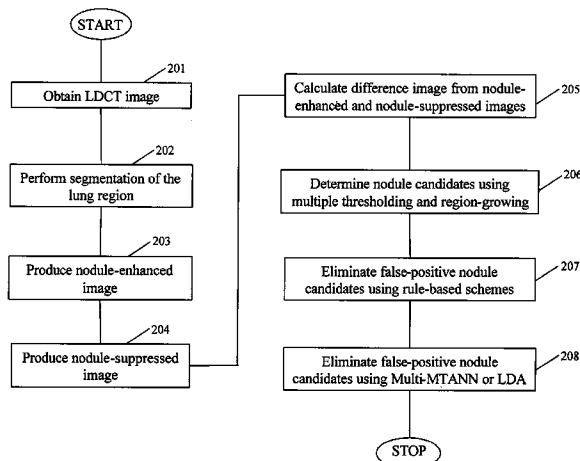 START
201
Obtain LDCT image
202
Perform segmentation of the
lung region
203
Produce nodule-enhanced
image
204
Produce nodule-suppressed
image
Calculate difference image from nodule-
enhanced and nodule-suppressed images
205
Determine nodule candidates using
multiple thresholding and region-growing
206
Eliminate false-positive nodule
candidates using rule-based schemes
207
Eliminate false-positive nodule
candidates using Multi-MTANN or LDA
208
STOP